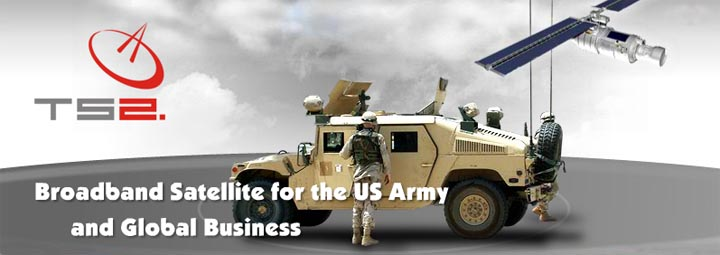 TS2.
Broadband Satellite for the US Army
and Global Business